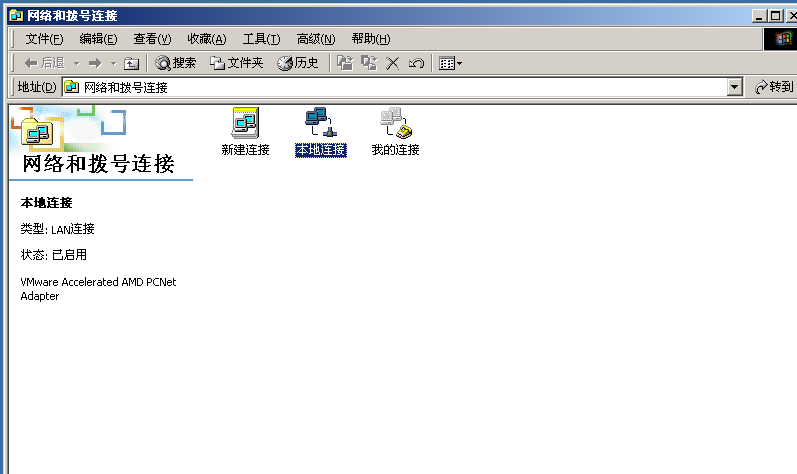 网络和拨号连接
文件(F) 编辑(E) 查看(V) 收藏(A) 工具(T) 高级(N) 帮助(H)
后退 搜索 文件夹 历史
地址(D) 网络和拨号连接 转到
新建连接 本地连接 我的连接
网络和拨号连接
本地连接
类型: LAN连接
状态: 已启用
VMware Accelerated AMD PCNet
Adapter